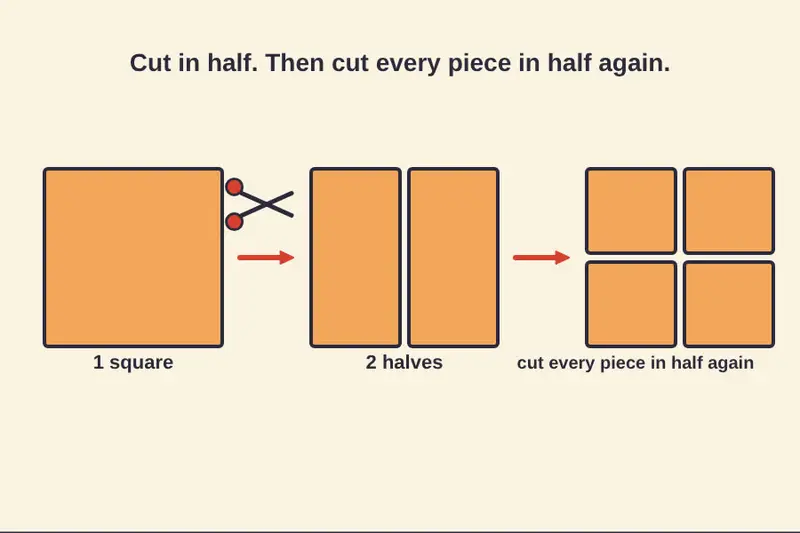 Cut in half. Then cut every piece in half again.
1 square
2 halves
cut every piece in half again